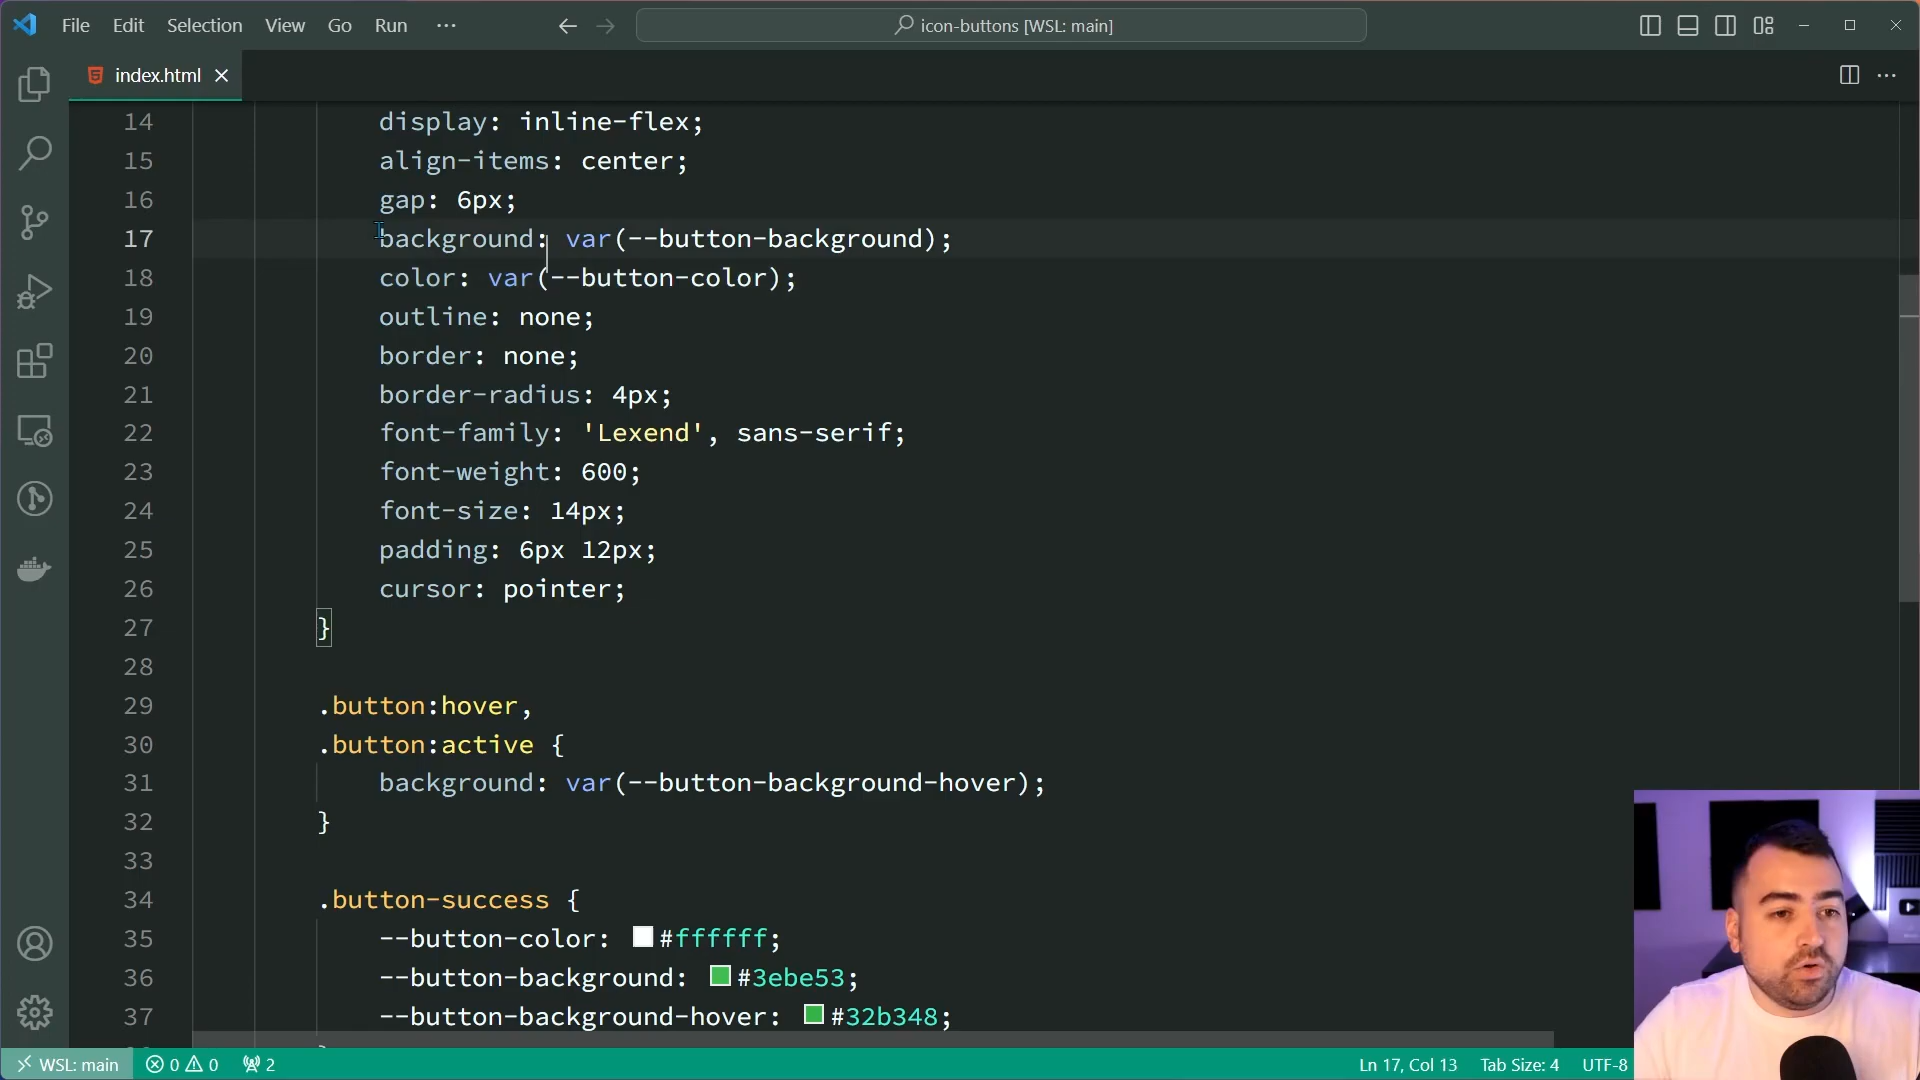 File Edit Selection View Go Run ··· icon-buttons [WSL: main]
index.html
14 display: inline-flex;
15 align-items: center;
16 gap: 6px;
17 background: var(--button-background);
18 color: var(--button-color);
19 outline: none;
20 border: none;
21 border-radius: 4px;
22 font-family: 'Lexend', sans-serif;
23 font-weight: 600;
24 font-size: 14px;
25 padding: 6px 12px;
26 cursor: pointer;
27 }
28
29 .button:hover,
30 .button:active {
31 background: var(--button-background-hover);
32 }
33
34 .button-success {
35 --button-color: #ffffff;
36 --button-background: #3ebe53;
37 --button-background-hover: #32b348;
WSL: main 0 0 2 Ln 17, Col 13 Tab Size: 4 UTF-8